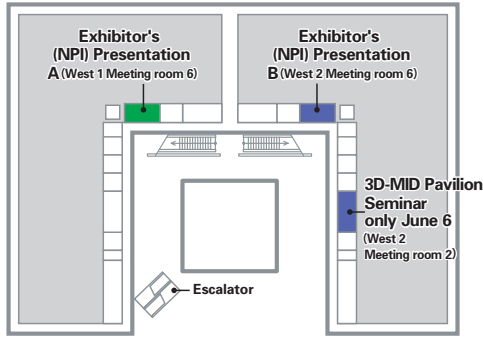 Exhibitor's
(NPI) Presentation
A (West 1 Meeting room 6)
Exhibitor's
(NPI) Presentation
B (West 2 Meeting room 6)
3D-MID Pavilion
Seminar
only June 6
(West 2
Meeting room 2)
Escalator